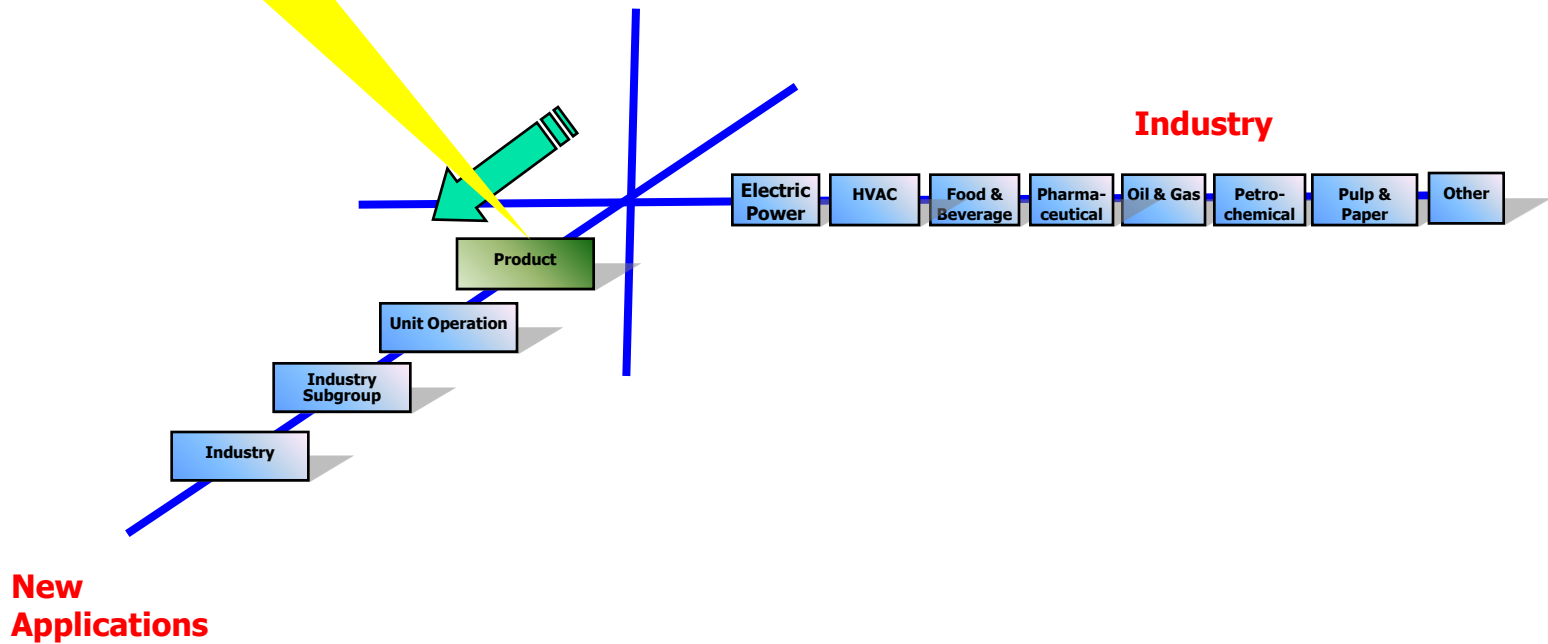 Industry
Electric
Power
HVAC
Food &
Beverage
Pharma-
ceutical
Oil & Gas
Petro-
chemical
Pulp &
Paper
Other
Product
Unit Operation
Industry
Subgroup
Industry
New
Applications